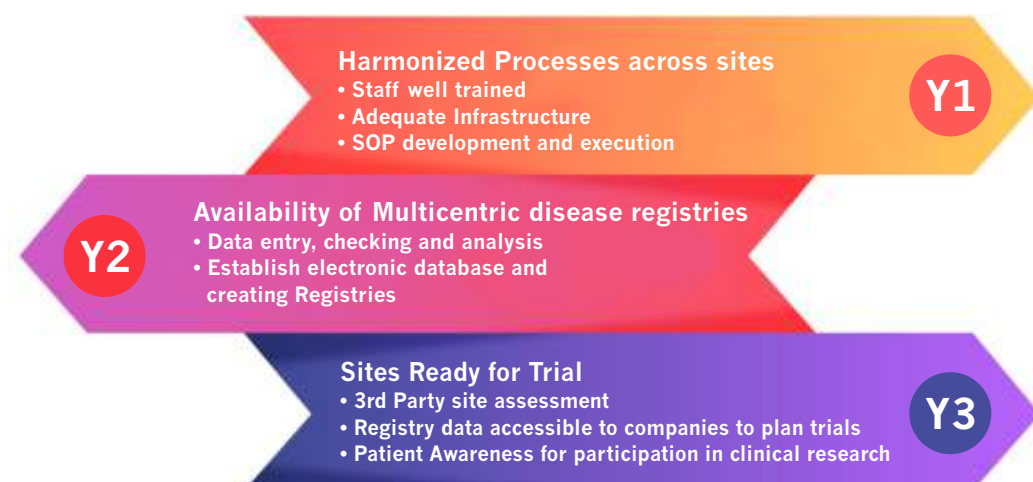 Harmonized Processes across sites
• Staff well trained
• Adequate Infrastructure
• SOP development and execution
Y1
Availability of Multicentric disease registries
• Data entry, checking and analysis
• Establish electronic database and
creating Registries
Y2
Sites Ready for Trial
• 3rd Party site assessment
• Registry data accessible to companies to plan trials
• Patient Awareness for participation in clinical research
Y3